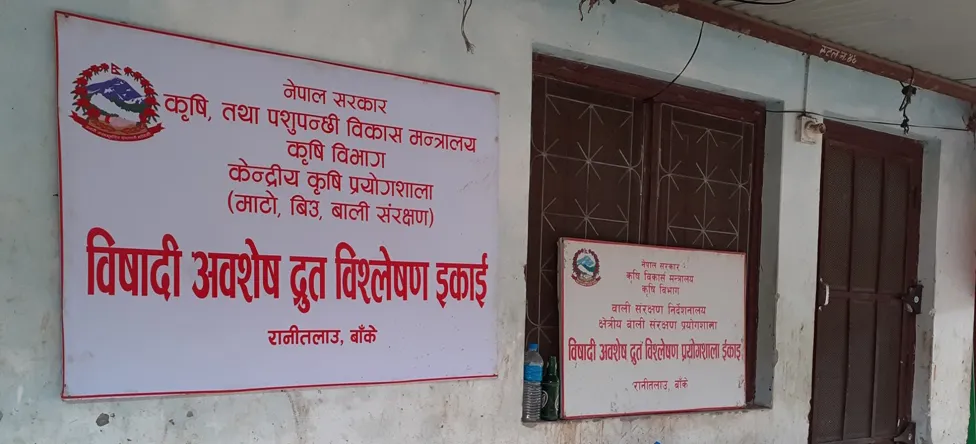 नेपाल सरकार
कृषि, तथा पशुपन्छी विकास मन्त्रालय
कृषि विभाग
केन्द्रीय कृषि प्रयोगशाला
(माटो, बिउ, बाली संरक्षण)
विषादी अवशेष द्रुत विश्लेषण इकाई
रानीतलाउ, बाँके
नेपाल सरकार
कृषि विकास मन्त्रालय
कृषि विभाग
बाली संरक्षण निर्देशनालय
क्षेत्रीय बाली संरक्षण प्रयोगशाला
विषादी अवशेष द्रुत विश्लेषण प्रयोगशाला ईकाई
रानीतलाउ, बाँके